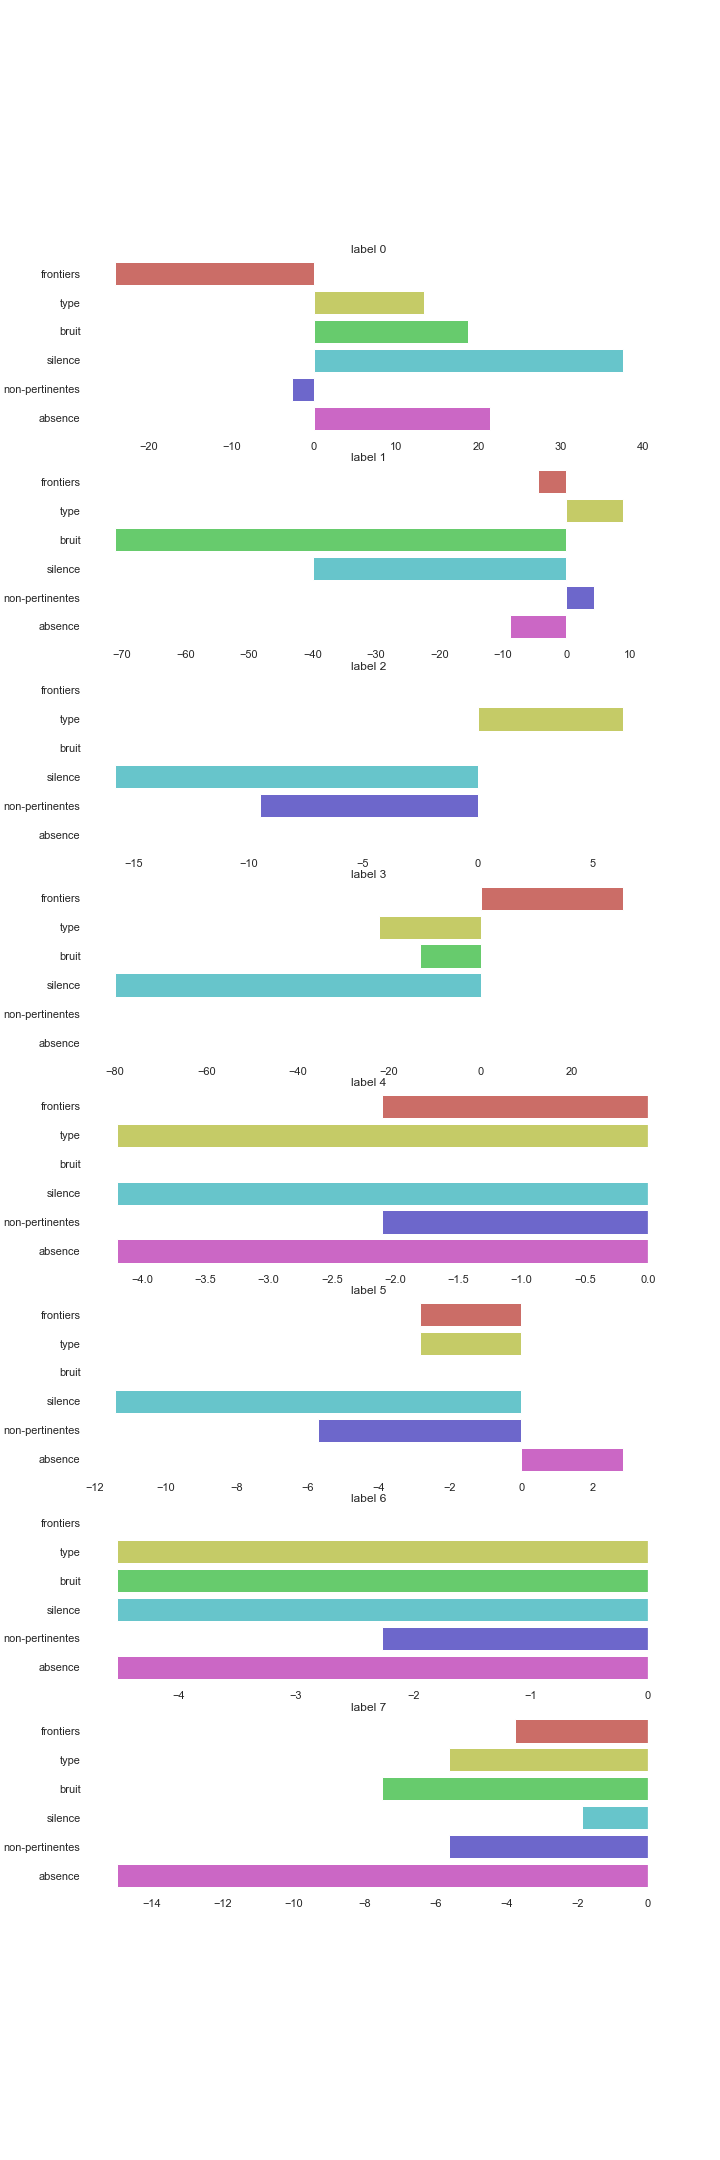 label 0
frontiers
type
bruit
silence
non-pertinentes
absence
−20 −10 0 10 20 30 40
label 1
frontiers
type
bruit
silence
non-pertinentes
absence
−70 −60 −50 −40 −30 −20 −10 0 10
label 2
frontiers
type
bruit
silence
non-pertinentes
absence
−15 −10 −5 0 5
label 3
frontiers
type
bruit
silence
non-pertinentes
absence
−80 −60 −40 −20 0 20
label 4
frontiers
type
bruit
silence
non-pertinentes
absence
−4.0 −3.5 −3.0 −2.5 −2.0 −1.5 −1.0 −0.5 0.0
label 5
frontiers
type
bruit
silence
non-pertinentes
absence
−12 −10 −8 −6 −4 −2 0 2
label 6
frontiers
type
bruit
silence
non-pertinentes
absence
−4 −3 −2 −1 0
label 7
frontiers
type
bruit
silence
non-pertinentes
absence
−14 −12 −10 −8 −6 −4 −2 0